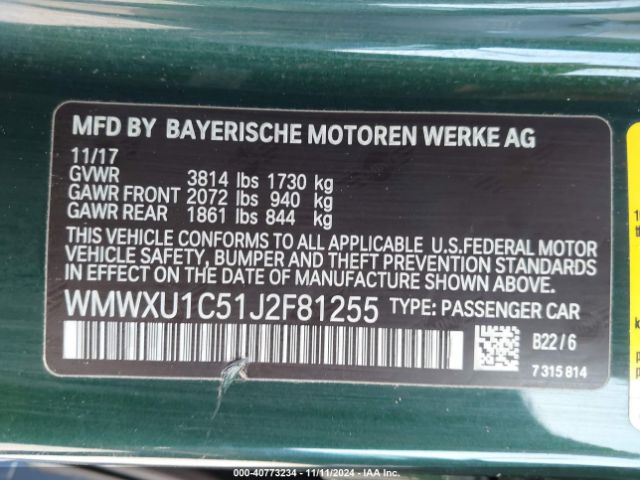 MFD BY BAYERISCHE MOTOREN WERKE AG
11/17
GVWR 3814 lbs 1730 kg
GAWR FRONT 2072 lbs 940 kg
GAWR REAR 1861 lbs 844 kg
THIS VEHICLE CONFORMS TO ALL APPLICABLE U.S.FEDERAL MOTOR
VEHICLE SAFETY, BUMPER AND THEFT PREVENTION STANDARDS
IN EFFECT ON THE DATE OF MANUFACTURE SHOWN ABOVE.
WMWXU1C51J2F81255 TYPE: PASSENGER CAR
B22/6
7 315 814
000-40773234 - 11/11/2024 - IAA Inc.